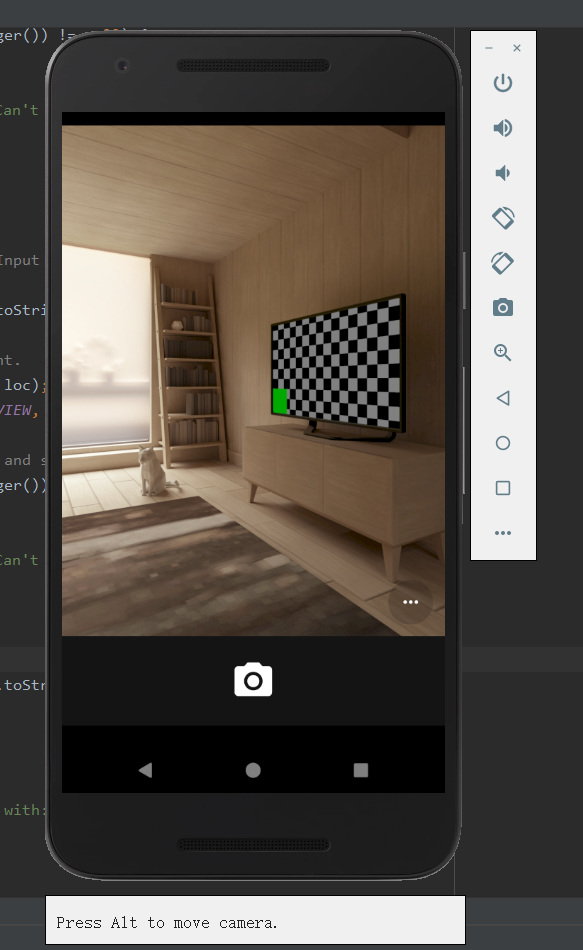 ger()) !=
Can't
Input
toStri
nt.
loc);
VIEW,
and s
ger())
Can't
.toStr
with:
Press Alt to move camera.